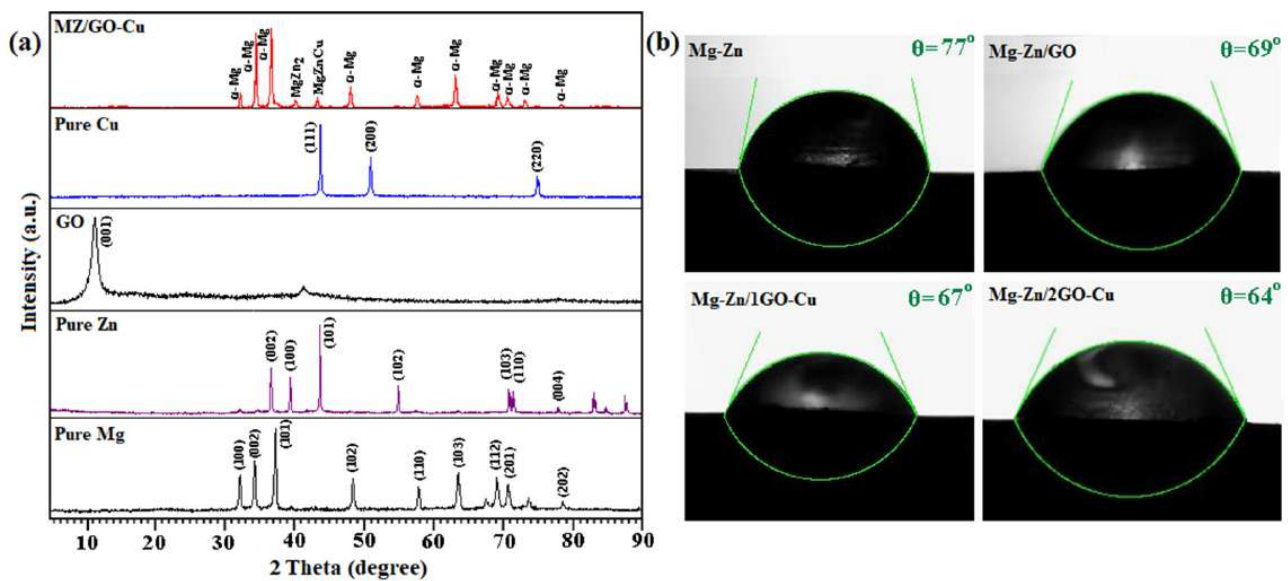 (a)
MZ/GO-Cu
α-Mg
α-Mg
α-Mg
MgZn2
MgZnCu
α-Mg
α-Mg
α-Mg
α-Mg
α-Mg
α-Mg
α-Mg
Pure Cu
(111)
(200)
(220)
GO
(001)
Pure Zn
(002)
(100)
(101)
(102)
(103)
(110)
(004)
Pure Mg
(100)
(002)
(101)
(102)
(110)
(103)
(112)
(201)
(202)
Intensity (a.u.)
10 20 30 40 50 60 70 80 90
2 Theta (degree)
(b)
Mg-Zn θ=77°
Mg-Zn/GO θ=69°
Mg-Zn/1GO-Cu θ=67°
Mg-Zn/2GO-Cu θ=64°